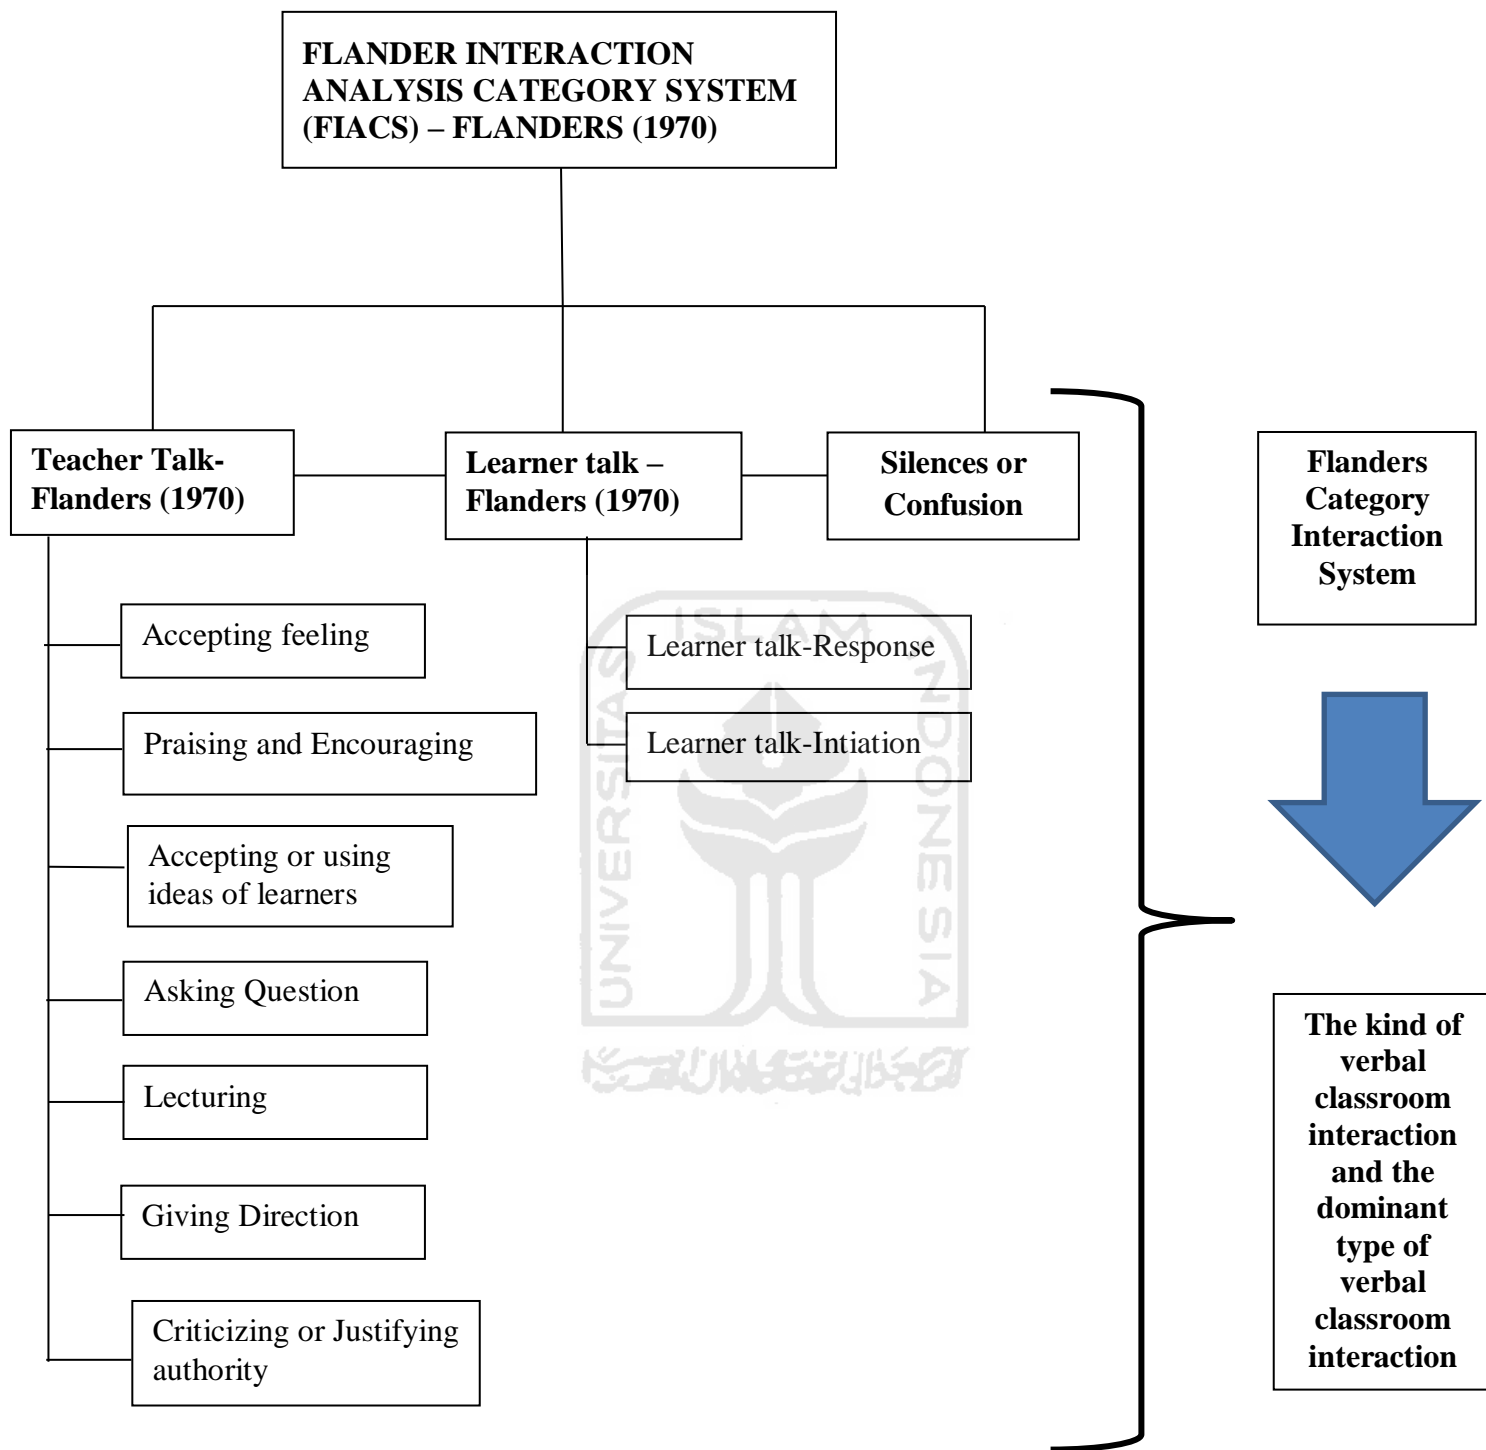 FLANDER INTERACTION
ANALYSIS CATEGORY SYSTEM
(FIACS) – FLANDERS (1970)
Teacher Talk-
Flanders (1970)
Learner talk –
Flanders (1970)
Silences or
Confusion
Flanders
Category
Interaction
System
Accepting feeling
Praising and Encouraging
Accepting or using
ideas of learners
Asking Question
Lecturing
Giving Direction
Criticizing or Justifying
authority
Learner talk-Response
Learner talk-Intiation
ISLAM
UNIVERSITAS
INDONESIA
The kind of
verbal
classroom
interaction
and the
dominant
type of
verbal
classroom
interaction